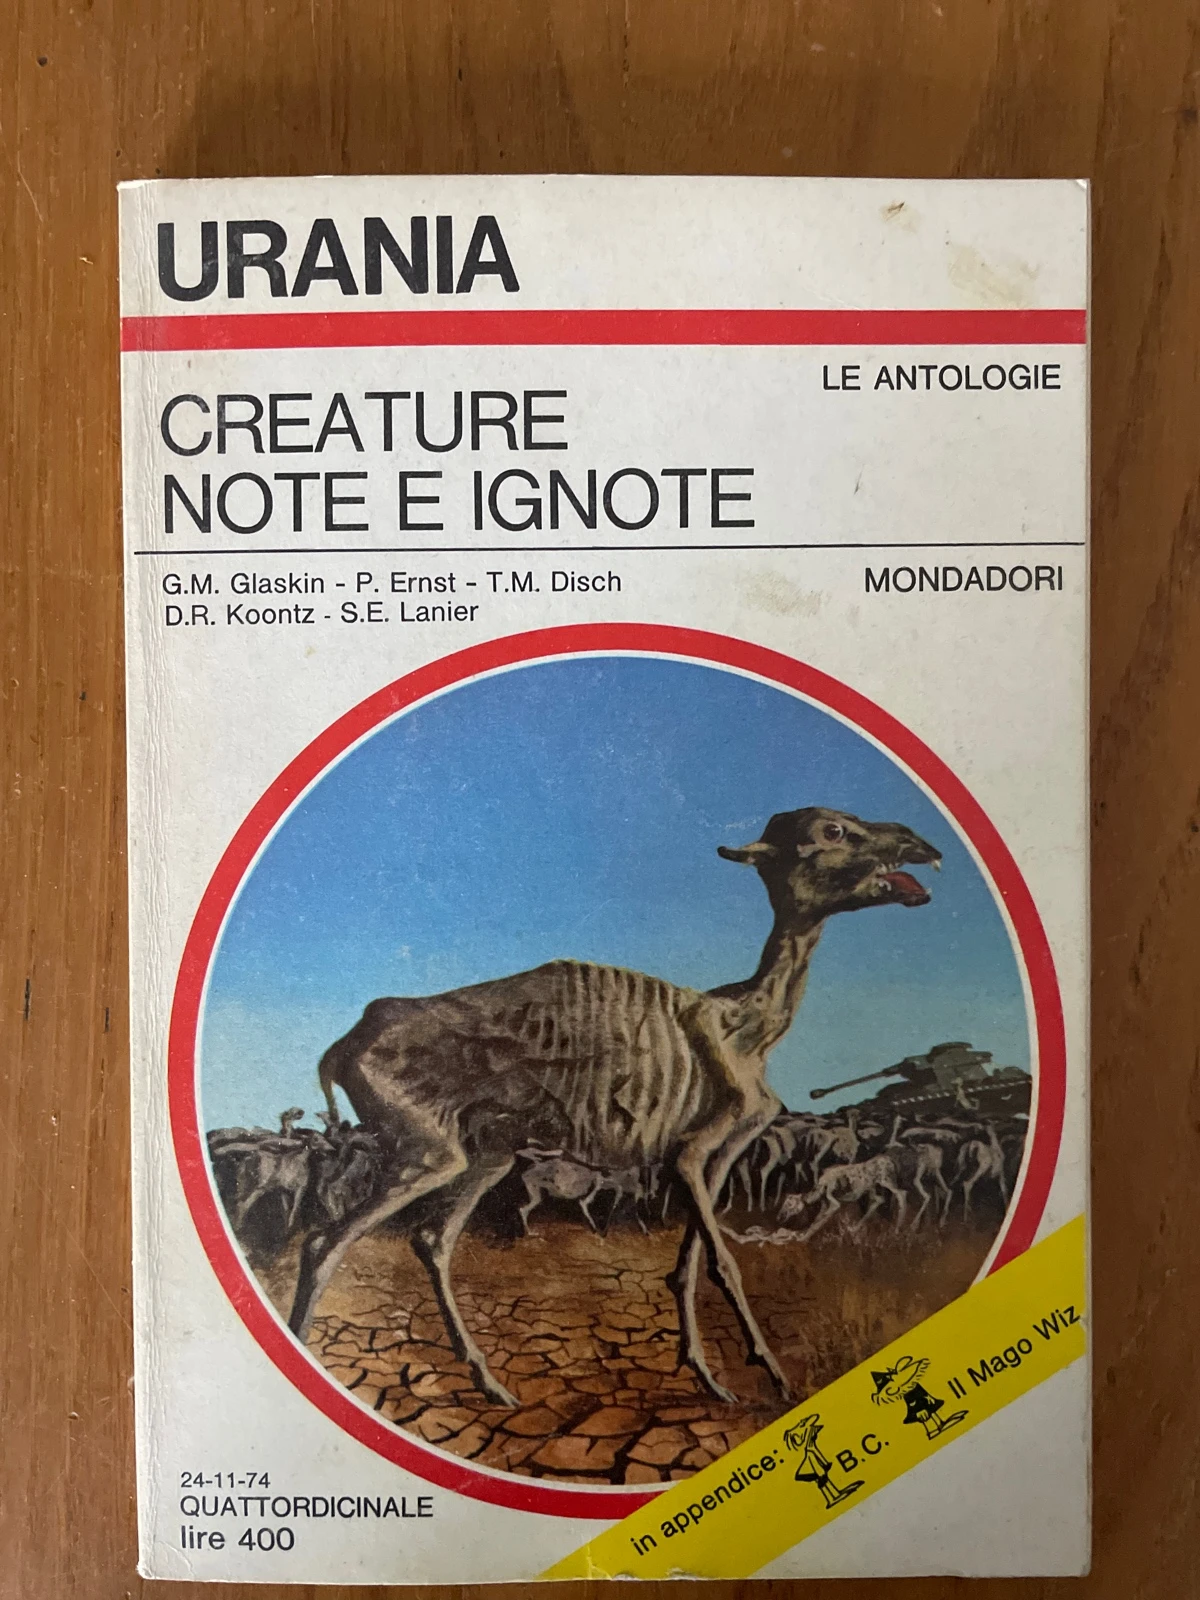 URANIA
LE ANTOLOGIE
CREATURE
NOTE E IGNOTE
G.M. Glaskin - P. Ernst - T.M. Disch
D.R. Koontz - S.E. Lanier
MONDADORI
in appendice: B.C. Il Mago Wiz
24-11-74
QUATTORDICINALE
lire 400